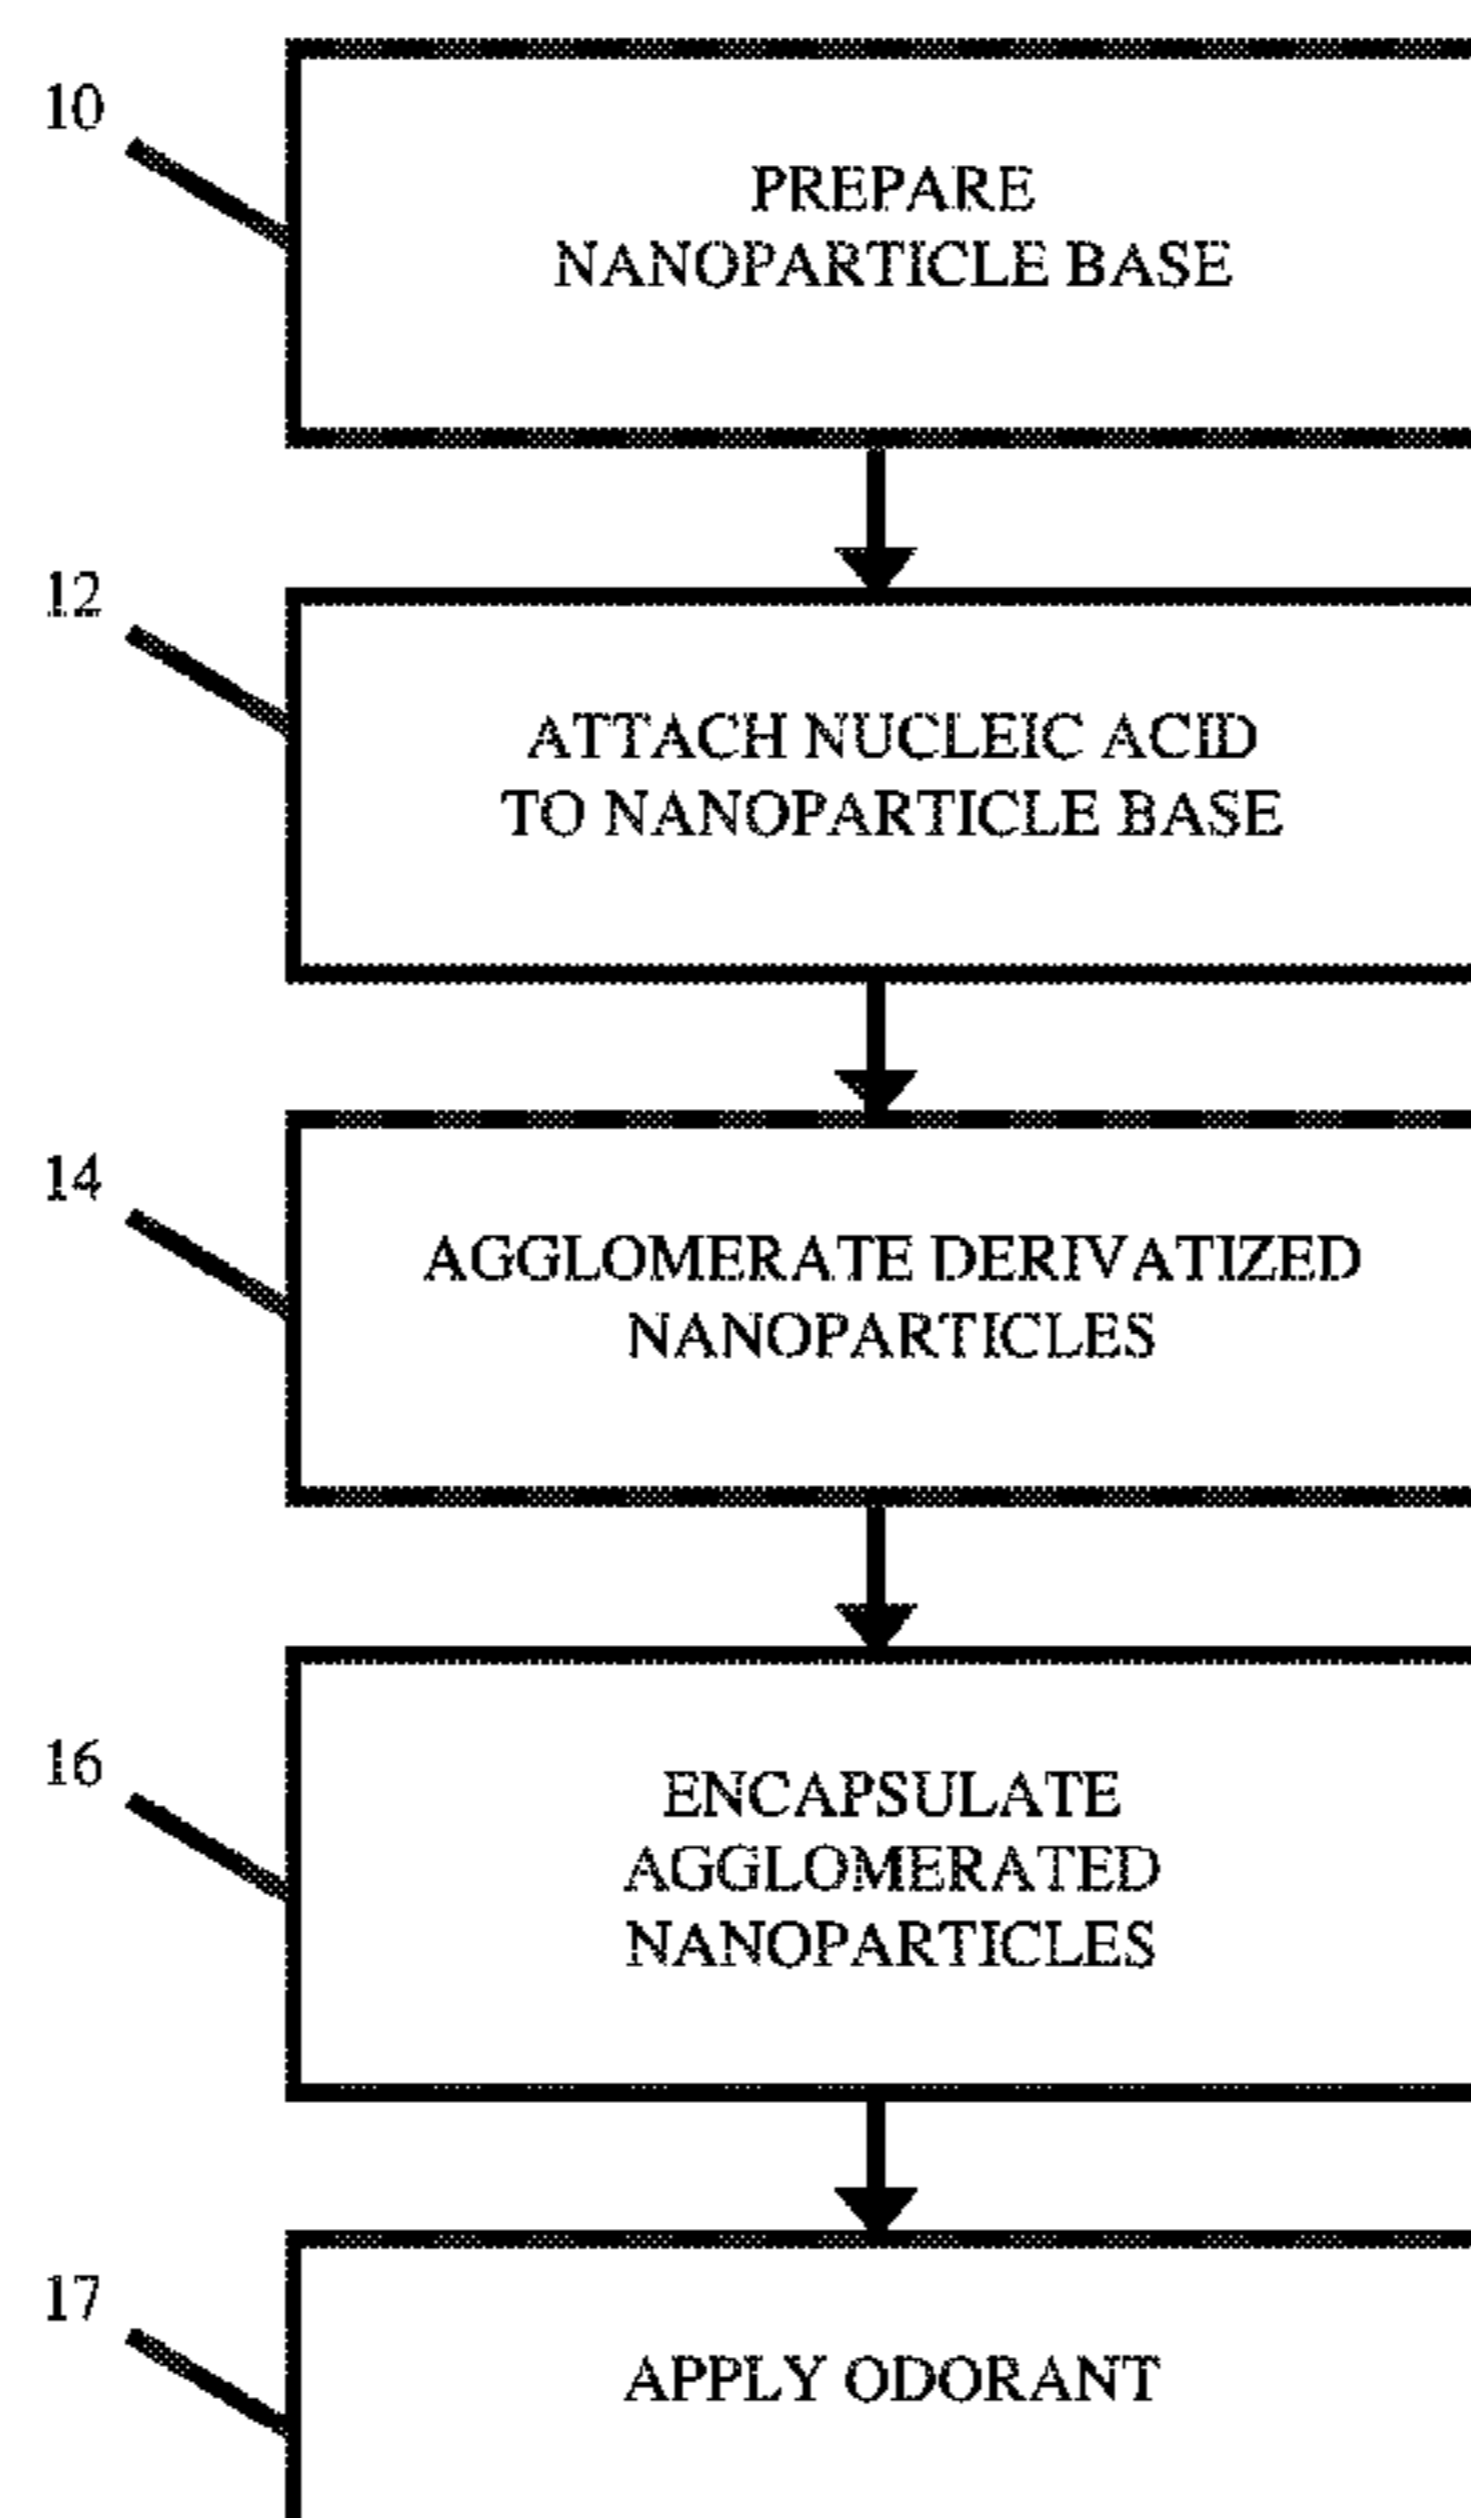 10
PREPARE
NANOPARTICLE BASE
12
ATTACH NUCLEIC ACID
TO NANOPARTICLE BASE
14
AGGLOMERATE DERIVATIZED
NANOPARTICLES
16
ENCAPSULATE
AGGLOMERATED
NANOPARTICLES
17
APPLY ODORANT